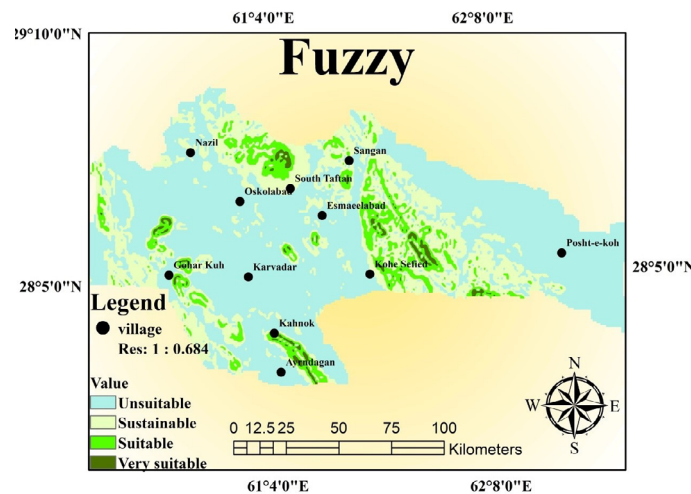 61°4'0"E 62°8'0"E
29°10'0"N
Fuzzy
Nazil
Sangan
South Taftan
Oskolabad
Esmaeelabad
Posht-e-koh
Gohar Kuh
Karvadar
Kohe Sefied
28°5'0"N
28°5'0"N
Legend
village
Res: 1 : 0.684
Kahnok
Ayrndagan
Value
Unsuitable
Sustainable
Suitable
Very suitable
N
W E
S
0 12.5 25 50 75 100
Kilometers
61°4'0"E 62°8'0"E